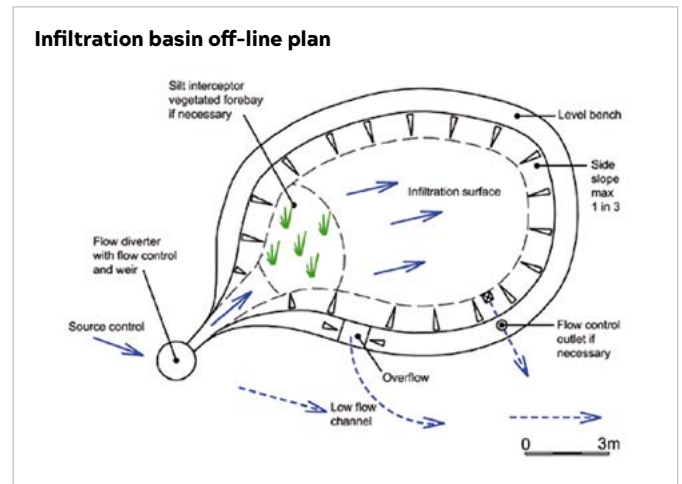 Infiltration basin off-line plan
Silt interceptor
vegetated forebay
if necessary
Level bench
Side
slope
max
1 in 3
Infiltration surface
Flow diverter
with flow control
and weir
Source control
Flow control
outlet if
necessary
Overflow
Low flow
channel
0 3m